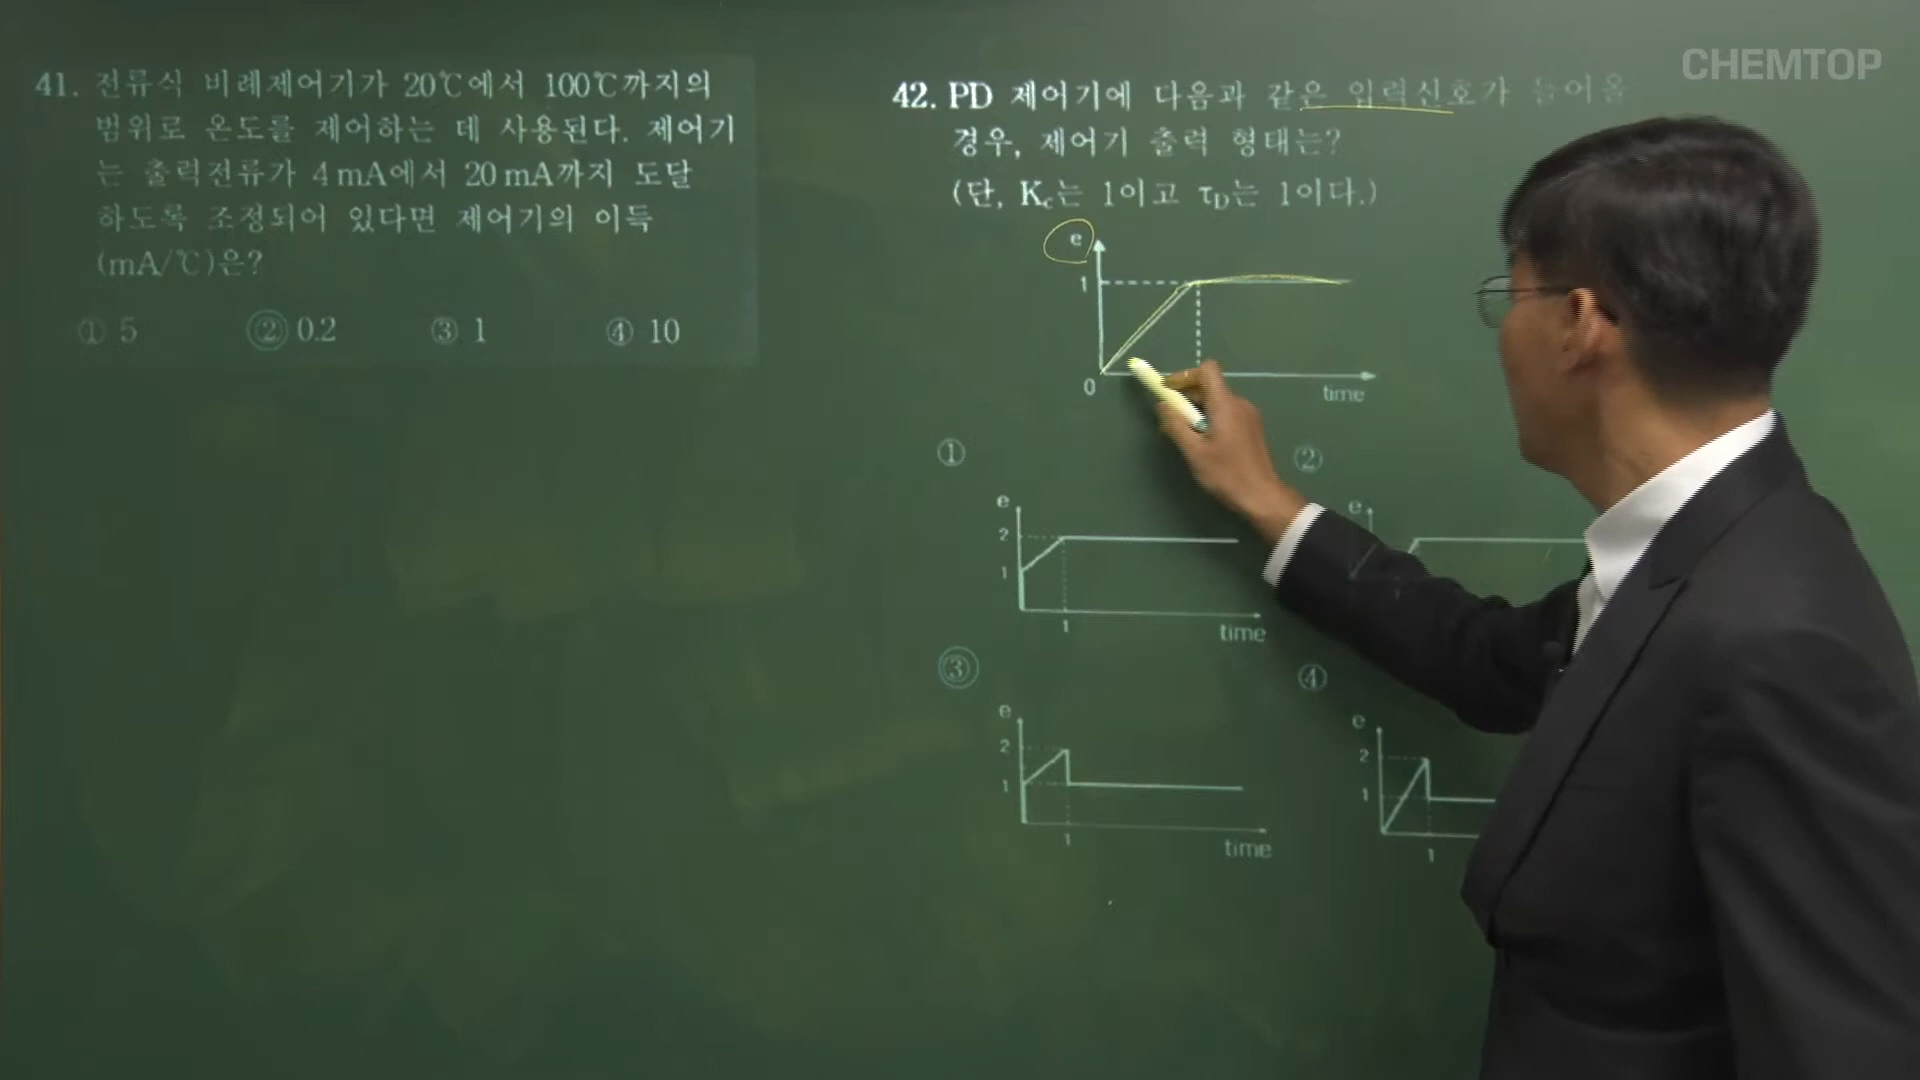 CHEMTOP
41. 전류식 비례제어기가 20℃에서 100℃까지의
범위로 온도를 제어하는 데 사용된다. 제어기
는 출력전류가 4 mA에서 20 mA까지 도달
하도록 조정되어 있다면 제어기의 이득
(mA/℃)은?
① 5 ② 0.2 ③ 1 ④ 10
42. PD 제어기에 다음과 같은 입력신호가 들어올
경우, 제어기 출력 형태는?
(단, Kc는 1이고 τD는 1이다.)
e
1
0
time
①
e
2
1
1
time
②
e
③
e
2
1
1
time
④
e
2
1
1